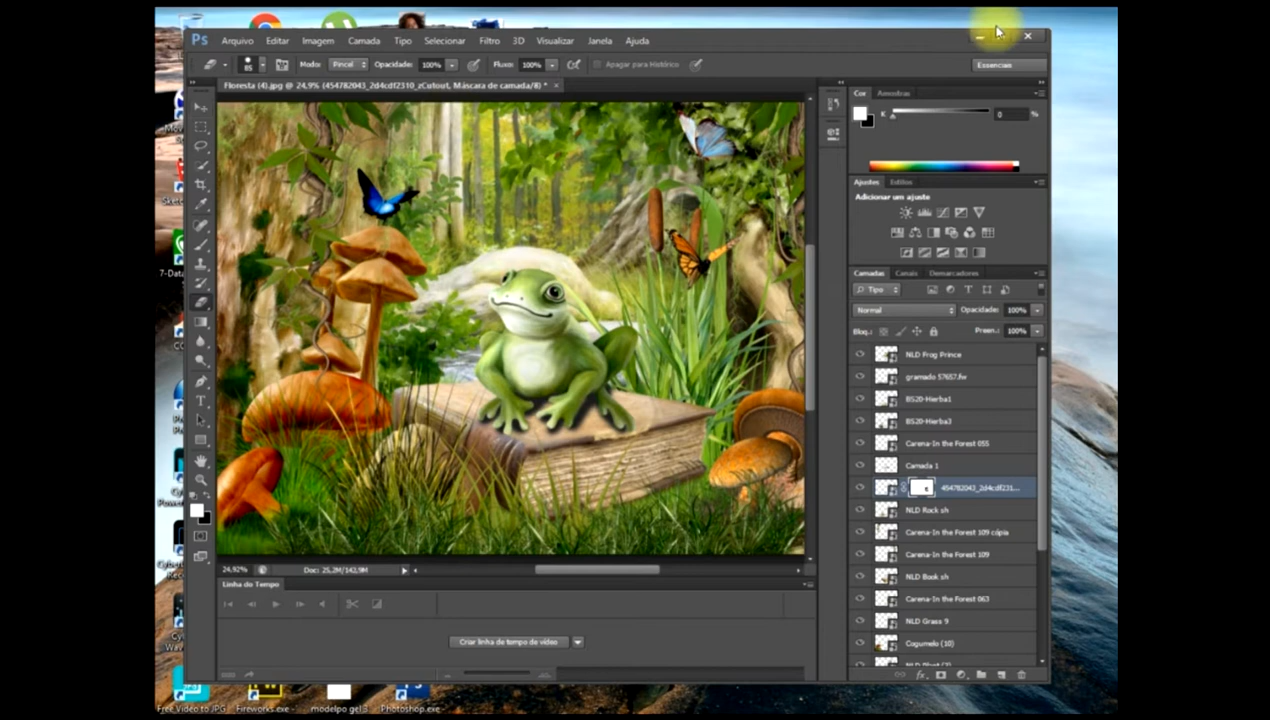 Ps Arquivo Editar Imagem Camada Tipo Selecionar Filtro 3D Visualizar Janela Ajuda
85 Modo: Pincel Opacidade: 100% Fluxo: 100% Apagar para Histórico Essenciais
Floresta (4).jpg @ 24,9% (454782043_2d4cdf2310_zCutout, Máscara de camada/8) * ×
Cor Amostras
K 0 %
Ajustes Estilos
Adicionar um ajuste
Camadas Canais Demarcadores
Tipo
Normal Opacidade: 100%
Bloq.: Preen.: 100%
NLD Frog Prince
gramado 57657.fw
BS20-Hierba1
BS20-Hierba3
Carena-In the Forest 055
Camada 1
454782043_2d4cdf231...
NLD Rock sh
Carena-In the Forest 109 cópia
Carena-In the Forest 109
NLD Book sh
Carena-In the Forest 063
NLD Grass 9
Cogumelo (10)
24,92% Doc: 25,2M/142,9M
Linha do Tempo
Criar linha de tempo de vídeo
fx
Free Video to JPG Fireworks.exe modelpo gel 3 Photoshop.exe